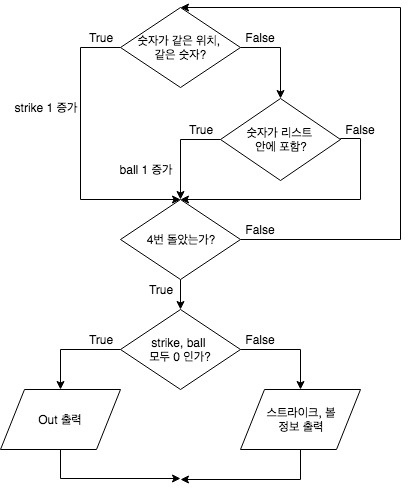 True
숫자가 같은 위치,
같은 숫자?
False
strike 1 증가
True
숫자가 리스트
안에 포함?
False
ball 1 증가
4번 돌았는가?
False
True
True
strike, ball
모두 0 인가?
False
Out 출력
스트라이크, 볼
정보 출력